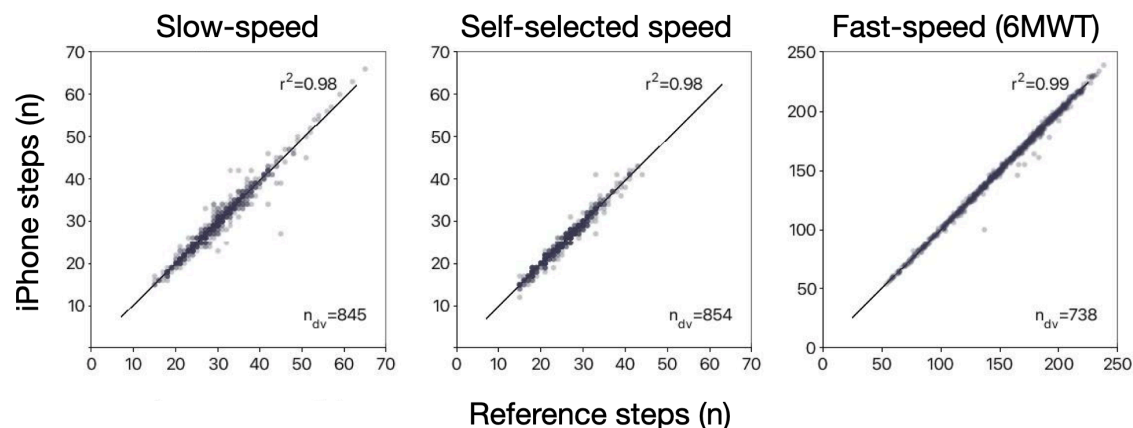 Slow-speed
Self-selected speed
Fast-speed (6MWT)
iPhone steps (n)
70
60
50
40
30
20
10
r²=0.98
n_dv=845
0 10 20 30 40 50 60 70
70
60
50
40
30
20
10
r²=0.98
n_dv=854
0 10 20 30 40 50 60 70
250
200
150
100
50
0
r²=0.99
n_dv=738
0 50 100 150 200 250
Reference steps (n)